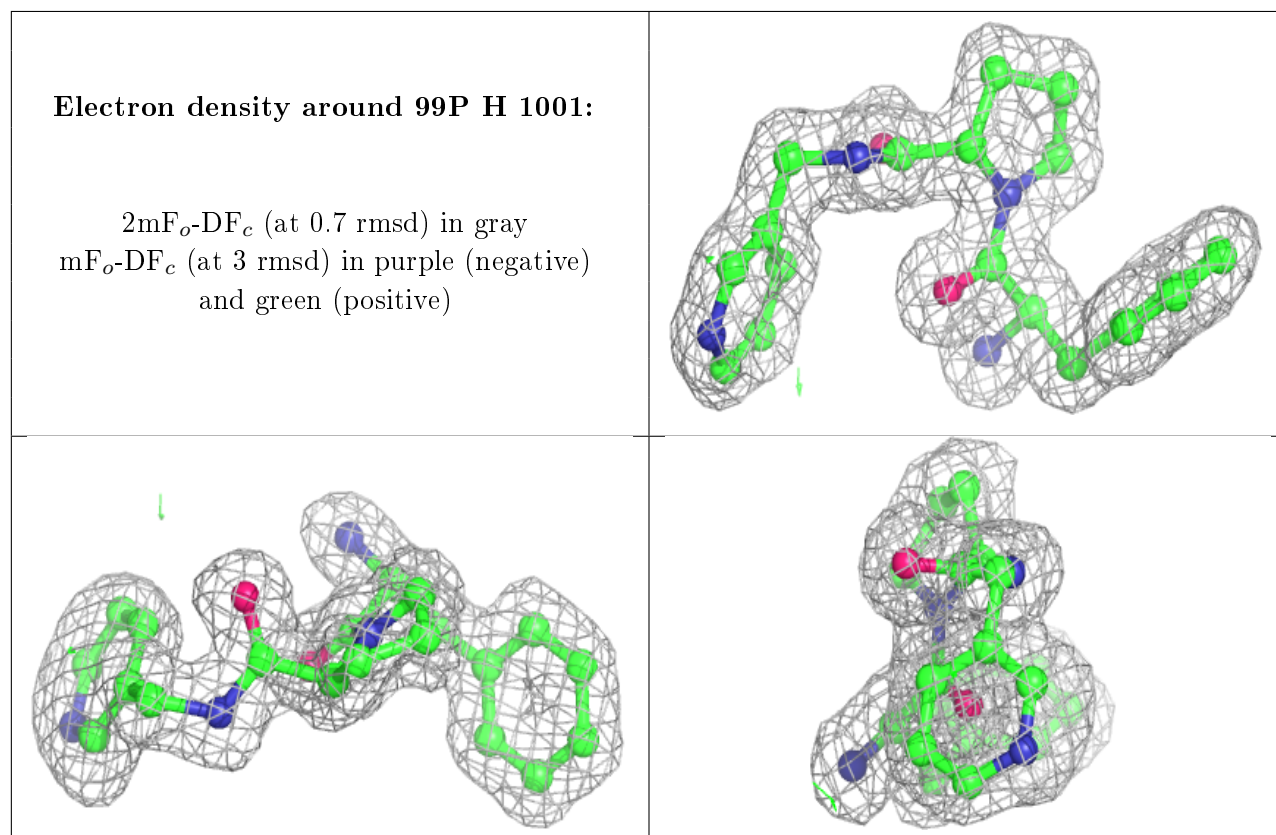 Electron density around 99P H 1001:
2mFo-DFc (at 0.7 rmsd) in gray
mFo-DFc (at 3 rmsd) in purple (negative)
and green (positive)